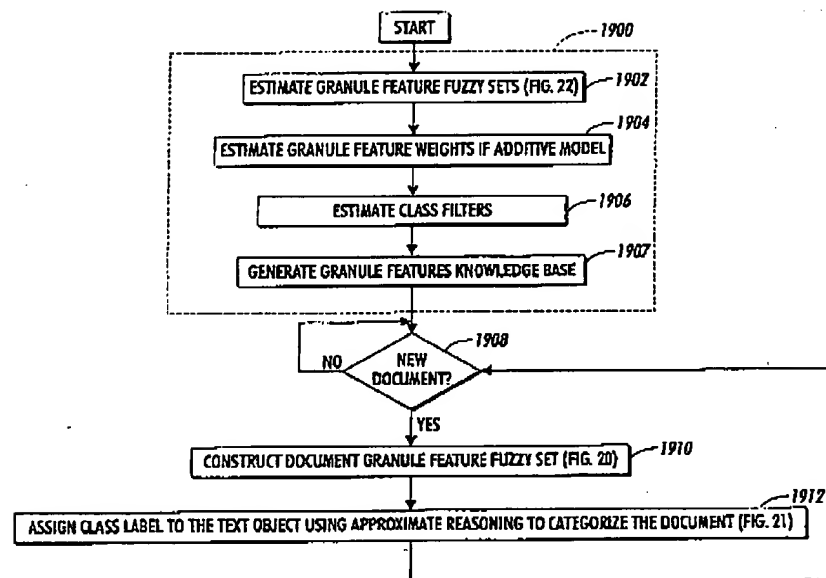 START
1900
ESTIMATE GRANULE FEATURE FUZZY SETS (FIG. 22)
1902
1904
ESTIMATE GRANULE FEATURE WEIGHTS IF ADDITIVE MODEL
1906
ESTIMATE CLASS FILTERS
1907
GENERATE GRANULE FEATURES KNOWLEDGE BASE
1908
NO
NEW
DOCUMENT?
YES
1910
CONSTRUCT DOCUMENT GRANULE FEATURE FUZZY SET (FIG. 20)
1912
ASSIGN CLASS LABEL TO THE TEXT OBJECT USING APPROXIMATE REASONING TO CATEGORIZE THE DOCUMENT (FIG. 21)